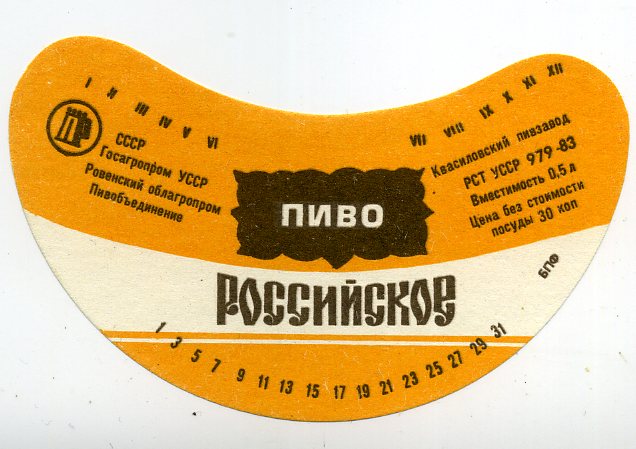 I II III IV V VI
VII VIII IX X XI XII
СССР
Госагропром УССР
Ровенский облагропром
Пивобъединение
ПИВО
Квасиловский пивзавод
РСТ УССР 979-83
Вместимость 0,5 л
Цена без стоимости
посуды 30 коп
РОССИЙСКОЕ
БПФ
1 3 5 7 9 11 13 15 17 19 21 23 25 27 29 31